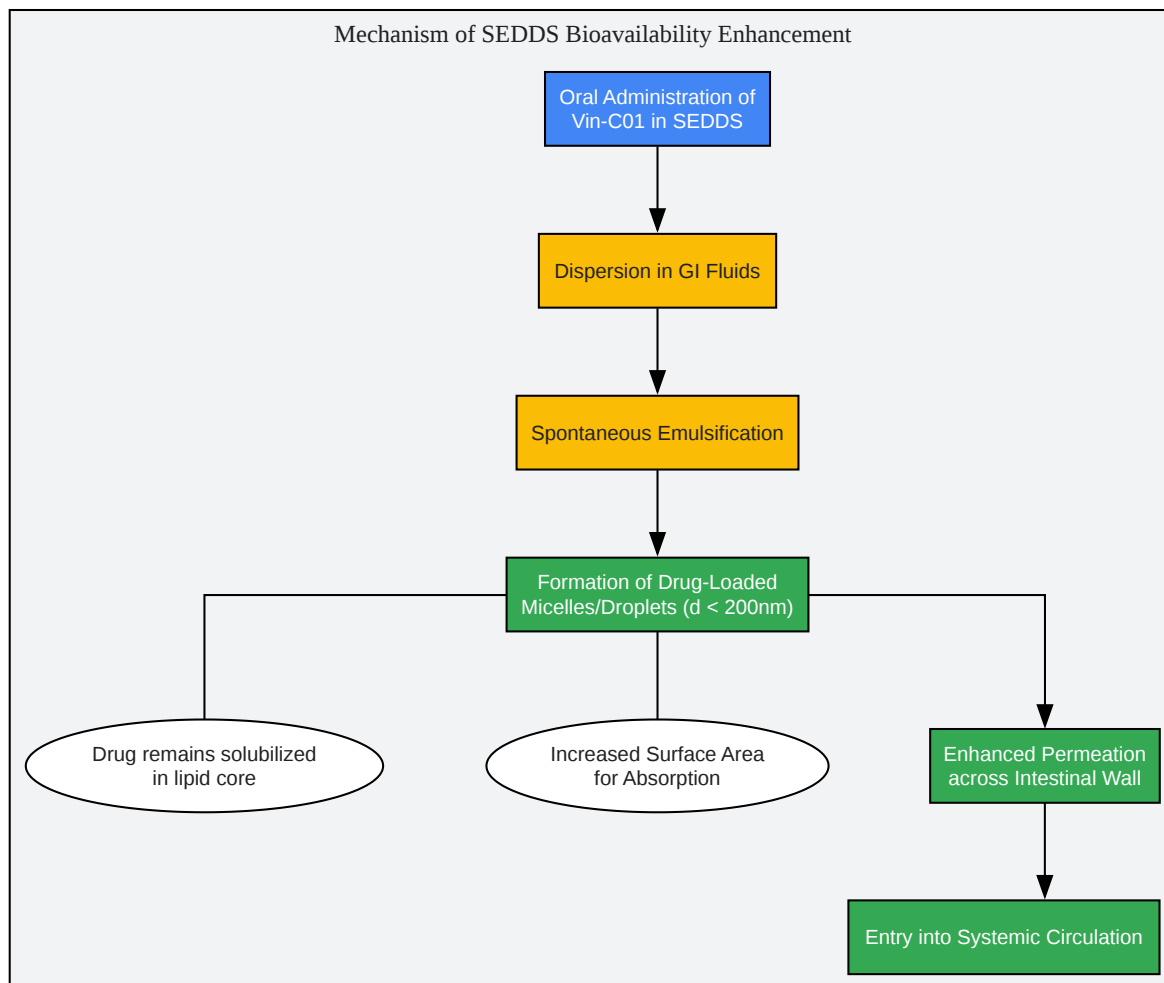 Mechanism of SEDDS Bioavailability Enhancement
Oral Administration of
Vin-C01 in SEDDS
Dispersion in GI Fluids
Spontaneous Emulsification
Formation of Drug-Loaded
Micelles/Droplets (d < 200nm)
Drug remains solubilized
in lipid core
Increased Surface Area
for Absorption
Enhanced Permeation
across Intestinal Wall
Entry into Systemic Circulation